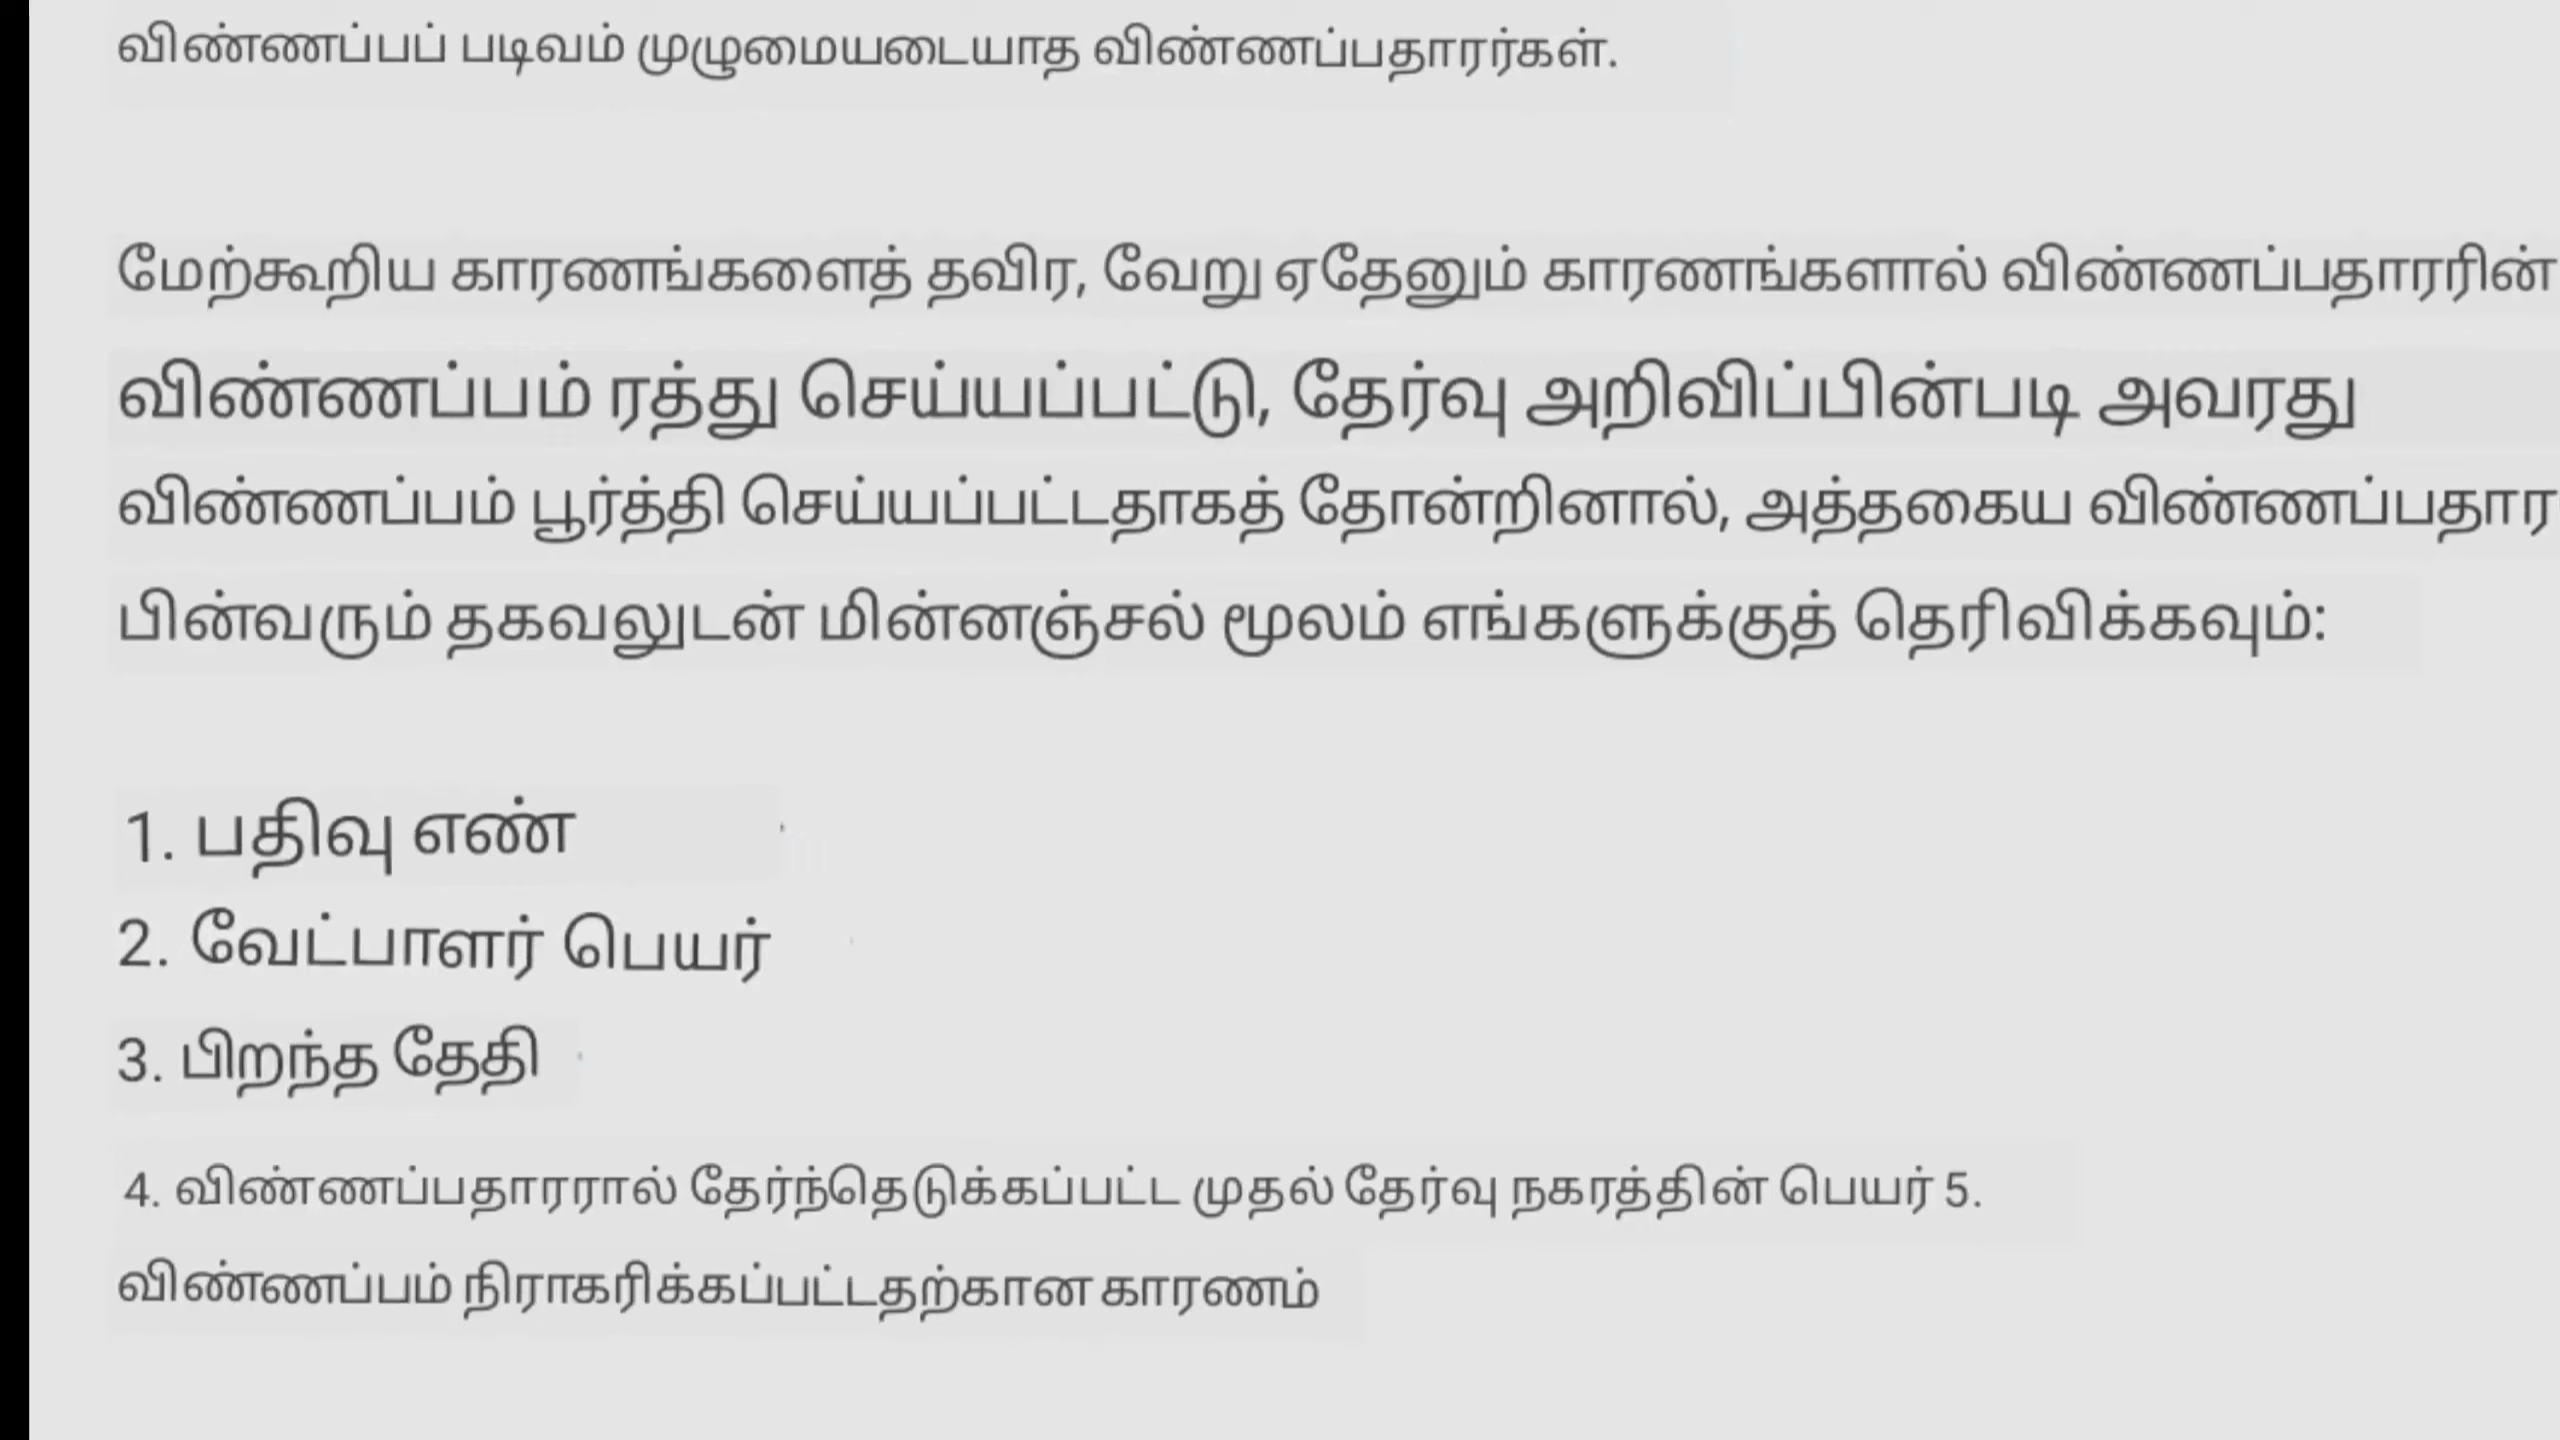 விண்ணப்பப் படிவம் முழுமையடையாத விண்ணப்பதாரர்கள்.
மேற்கூறிய காரணங்களைத் தவிர, வேறு ஏதேனும் காரணங்களால் விண்ணப்பதாரரின்
விண்ணப்பம் ரத்து செய்யப்பட்டு, தேர்வு அறிவிப்பின்படி அவரது
விண்ணப்பம் பூர்த்தி செய்யப்பட்டதாகத் தோன்றினால், அத்தகைய விண்ணப்பதார
பின்வரும் தகவலுடன் மின்னஞ்சல் மூலம் எங்களுக்குத் தெரிவிக்கவும்:
1. பதிவு எண்
2. வேட்பாளர் பெயர்
3. பிறந்த தேதி
4. விண்ணப்பதாரரால் தேர்ந்தெடுக்கப்பட்ட முதல் தேர்வு நகரத்தின் பெயர் 5.
விண்ணப்பம் நிராகரிக்கப்பட்டதற்கான காரணம்